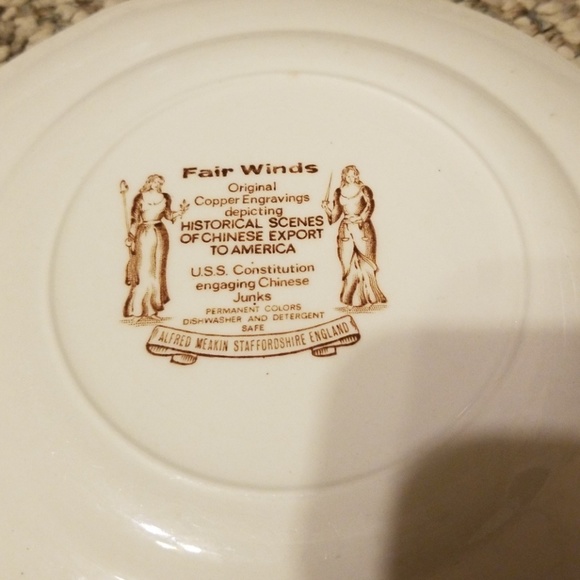 Fair Winds
Original
Copper Engravings
depicting
HISTORICAL SCENES
OF CHINESE EXPORT
TO AMERICA
U.S.S. Constitution
engaging Chinese
Junks
PERMANENT COLORS
DISHWASHER AND DETERGENT
SAFE
ALFRED MEAKIN STAFFORDSHIRE ENGLAND